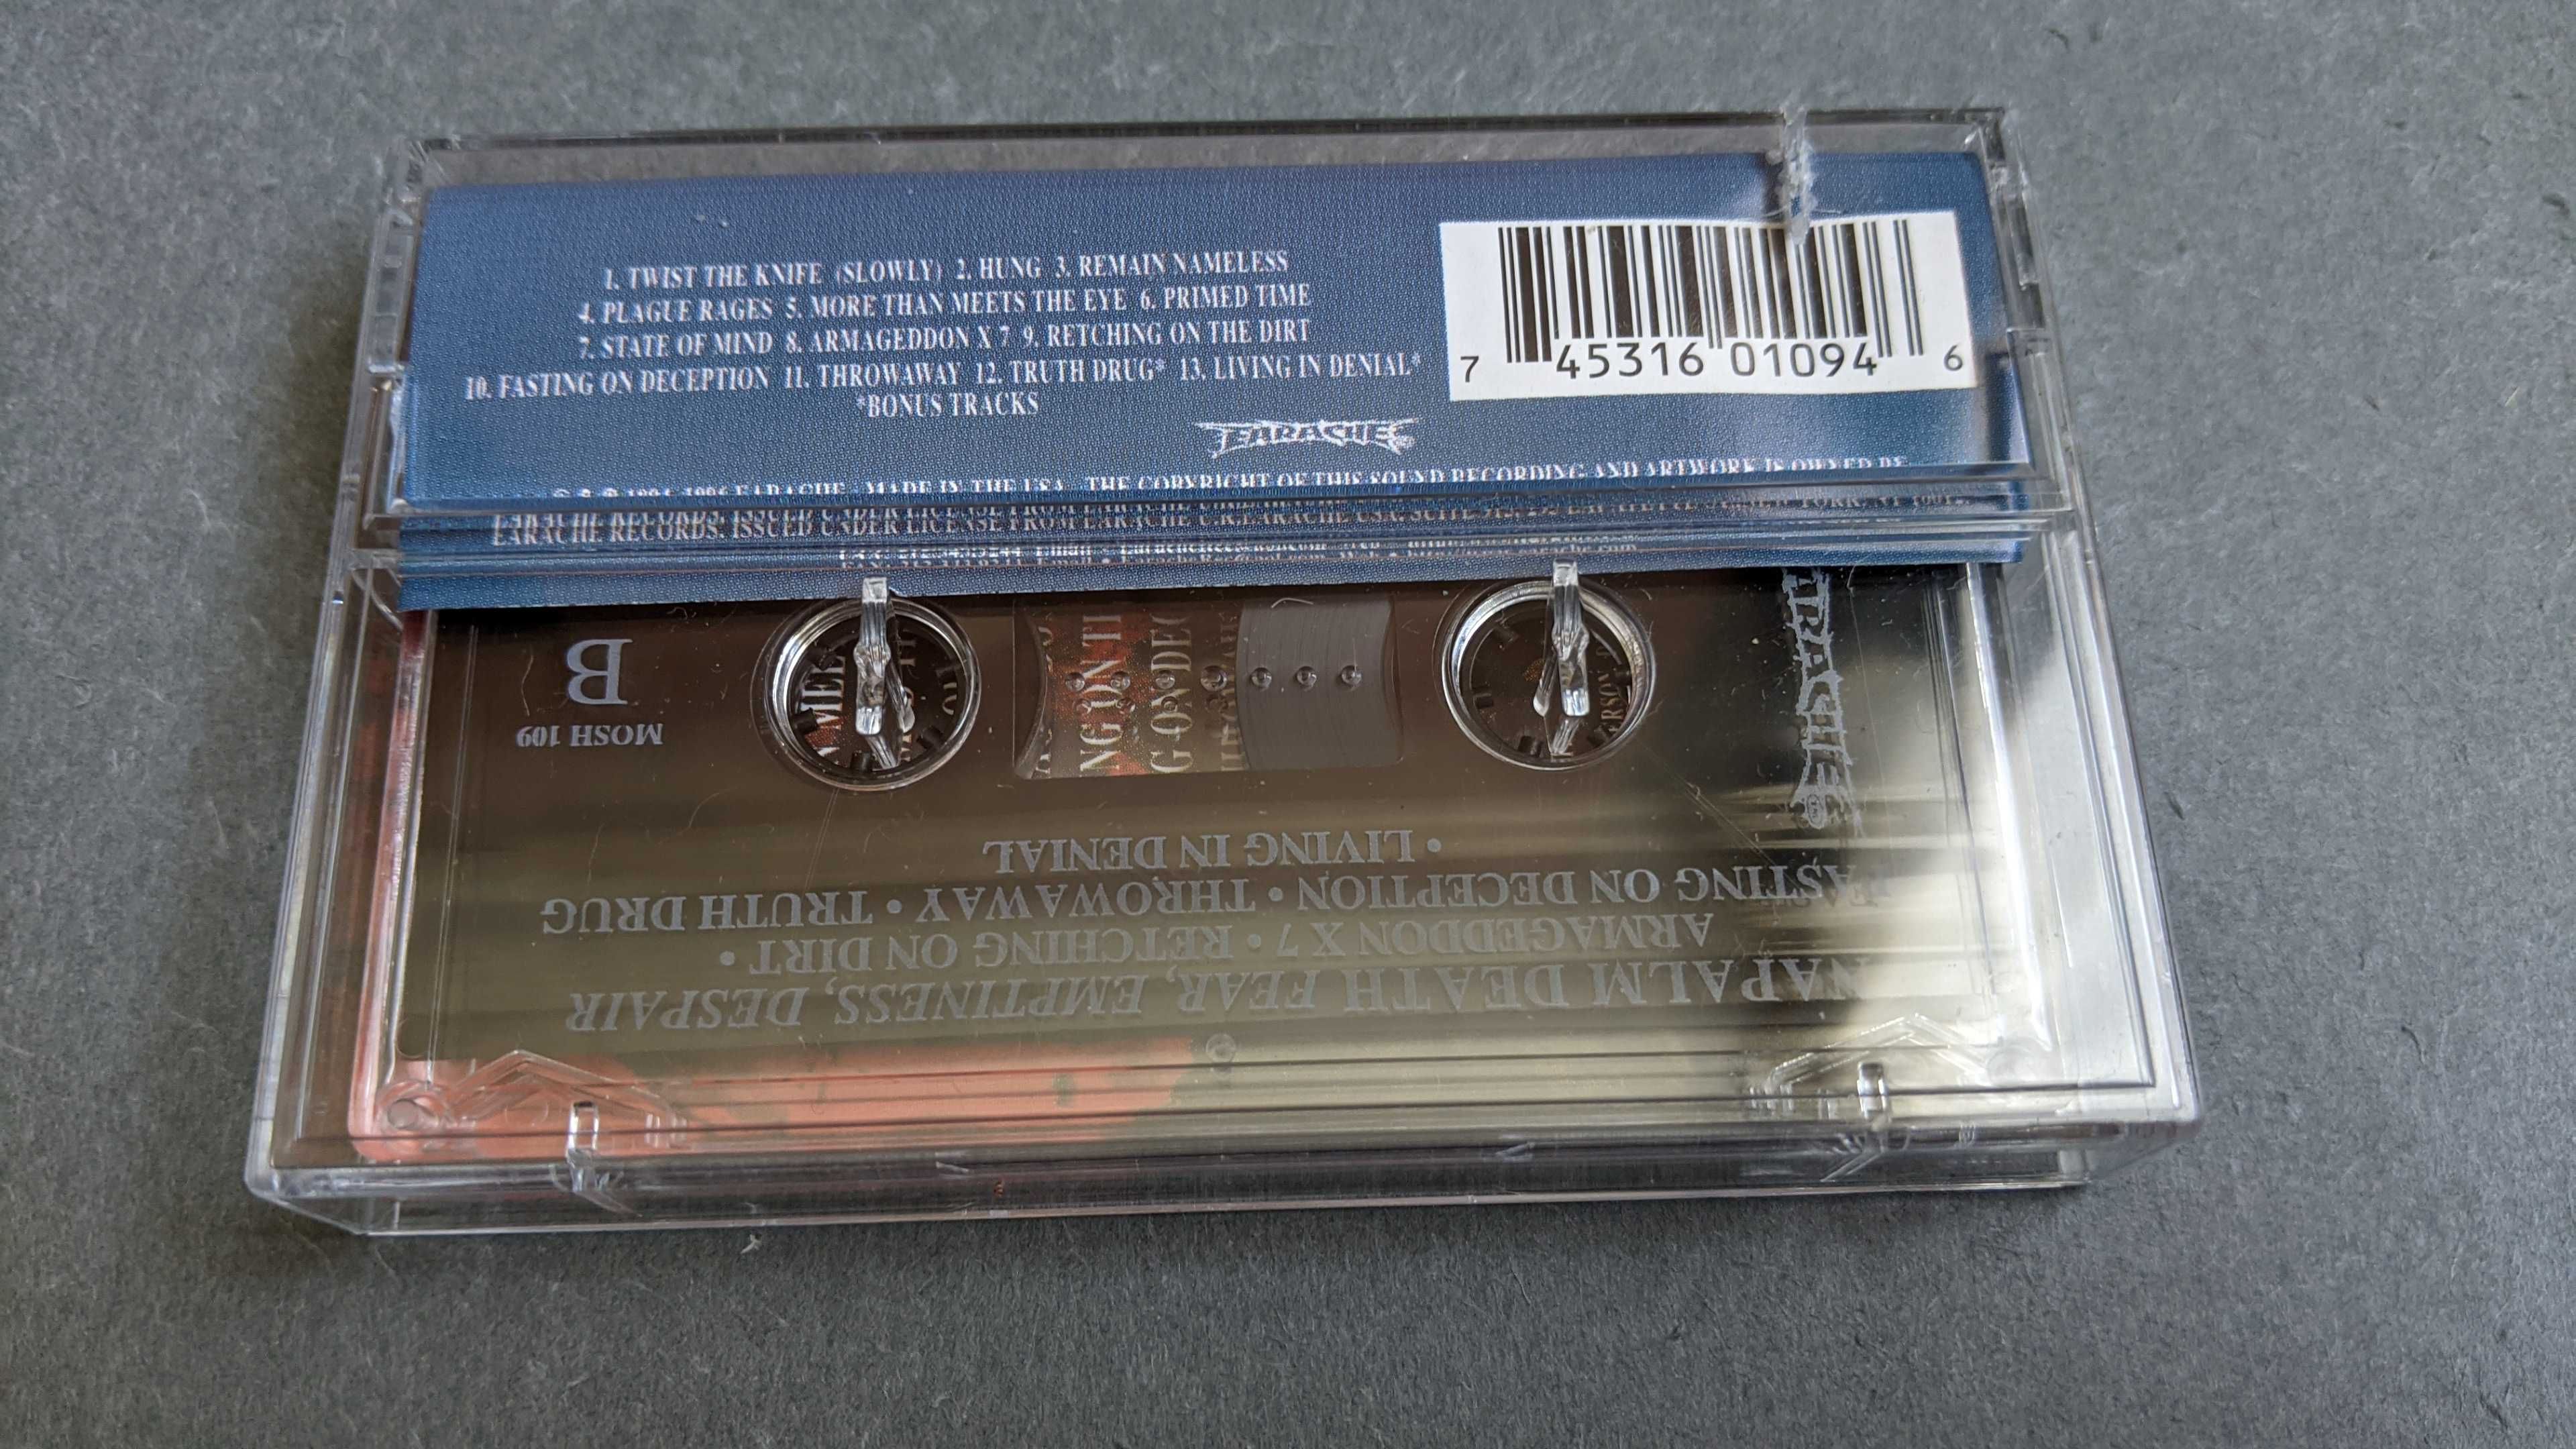 1. TWIST THE KNIFE (SLOWLY) 2. HUNG 3. REMAIN NAMELESS
4. PLAGUE RAGES 5. MORE THAN MEETS THE EYE 6. PRIMED TIME
7. STATE OF MIND 8. ARMAGEDDON X 7 9. RETCHING ON THE DIRT
10. FASTING ON DECEPTION 11. THROWAWAY 12. TRUTH DRUG* 13. LIVING IN DENIAL*
*BONUS TRACKS
7 45316 01094 6
EARACHE
1994, 1996 EARACHE MADE IN THE USA THE COPYRIGHT OF THIS SOUND RECORDING AND ARTWORK IS OWNED BY
EARACHE RECORDS. ISSUED UNDER LICENSE FROM EARACHE
NAPALM DEATH FEAR, EMPTINESS, DESPAIR
ARMAGEDDON X 7 • RETCHING ON DIRT •
FASTING ON DECEPTION • THROWAWAY • TRUTH DRUG
• LIVING IN DENIAL
EARACHE
MOSH 109
B